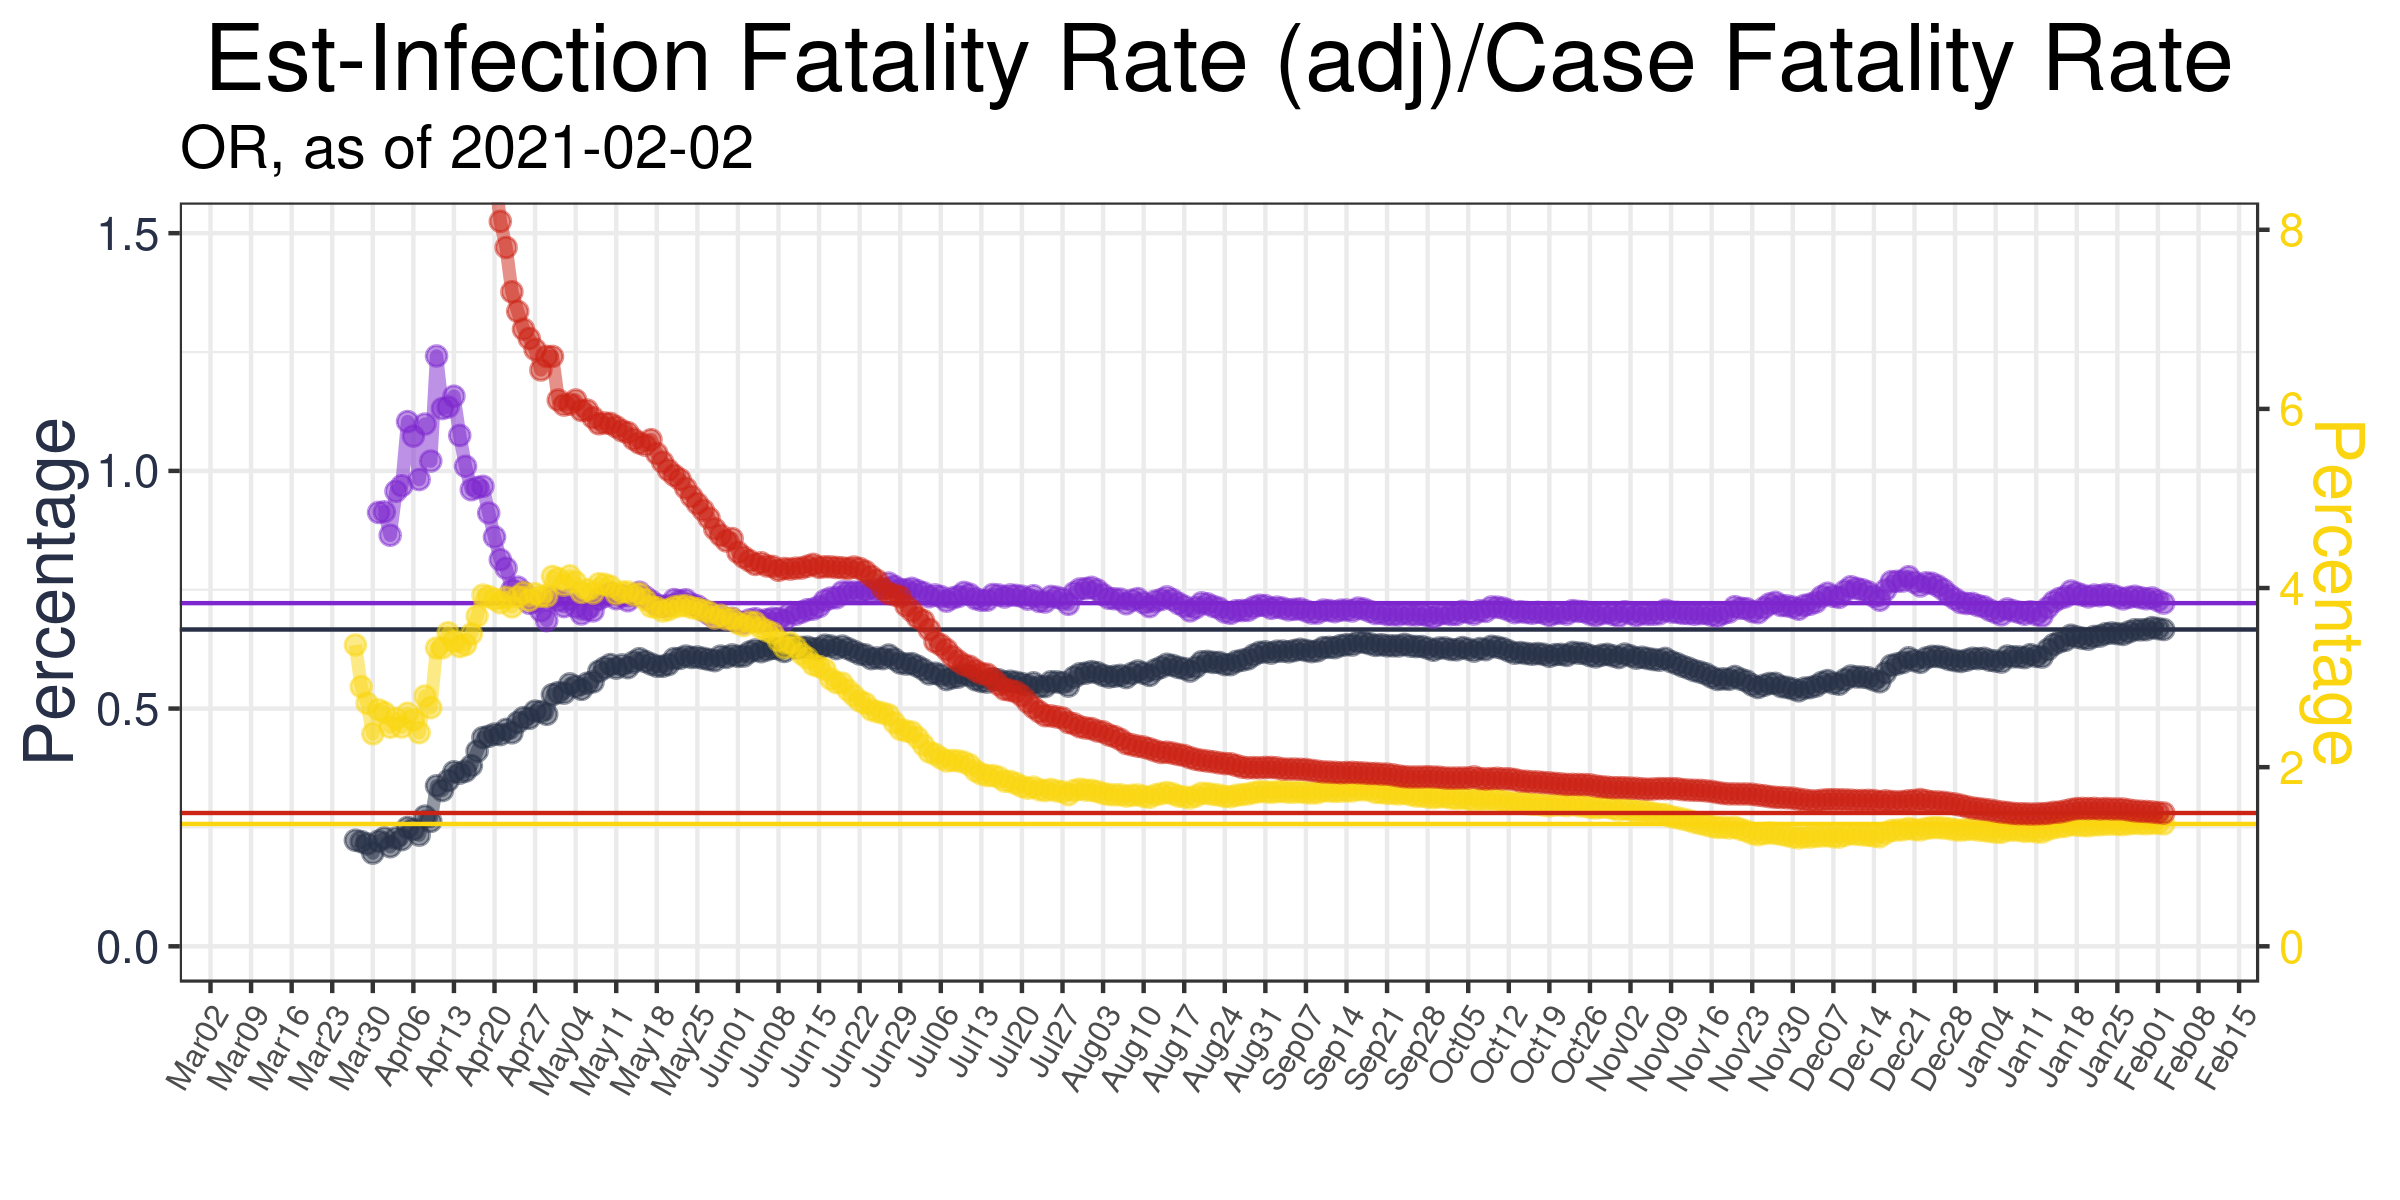 Est-Infection Fatality Rate (adj)/Case Fatality Rate
OR, as of 2021-02-02
Percentage
1.5
1.0
0.5
0.0
8
6
4
2
0
Percentage
Mar02
Mar09
Mar16
Mar23
Mar30
Apr06
Apr13
Apr20
Apr27
May04
May11
May18
May25
Jun01
Jun08
Jun15
Jun22
Jun29
Jul06
Jul13
Jul20
Jul27
Aug03
Aug10
Aug17
Aug24
Aug31
Sep07
Sep14
Sep21
Sep28
Oct05
Oct12
Oct19
Oct26
Nov02
Nov09
Nov16
Nov23
Nov30
Dec07
Dec14
Dec21
Dec28
Jan04
Jan11
Jan18
Jan25
Feb01
Feb08
Feb15